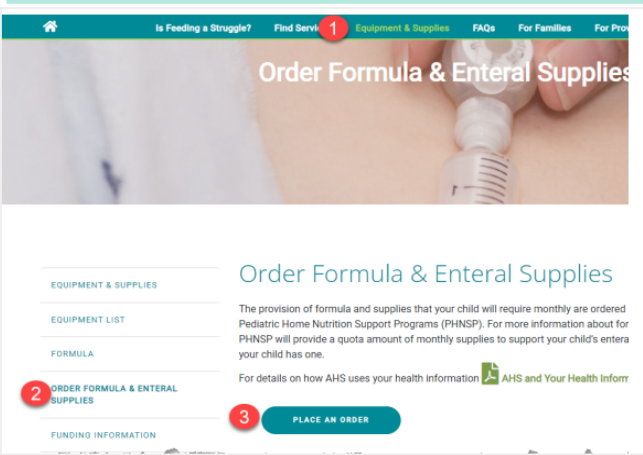 Is Feeding a Struggle? Find Servi 1 Equipment & Supplies FAQs For Families For Prov
Order Formula & Enteral Supplies
EQUIPMENT & SUPPLIES
EQUIPMENT LIST
FORMULA
2 ORDER FORMULA & ENTERAL
SUPPLIES
FUNDING INFORMATION
Order Formula & Enteral Supplies
The provision of formula and supplies that your child will require monthly are ordered
Pediatric Home Nutrition Support Programs (PHNSP). For more information about for
PHNSP will provide a quota amount of monthly supplies to support your child's entera
your child has one.
For details on how AHS uses your health information AHS and Your Health Inform
3 PLACE AN ORDER